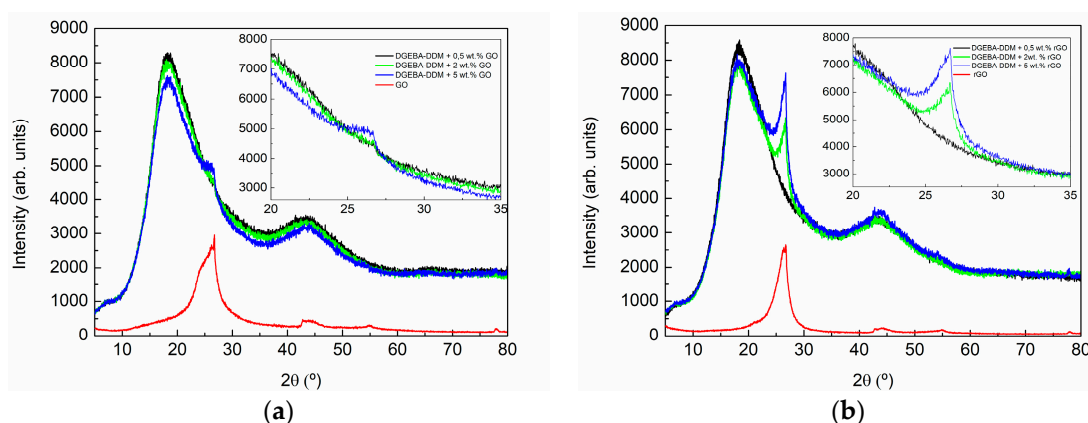 9000
8000
7000
6000
5000
4000
3000
2000
1000
0
10 20 30 40 50 60 70 80
Intensity (arb. units)
2θ (º)
8000
7000
6000
5000
4000
3000
20 25 30 35
DGEBA-DDM + 0,5 wt.% GO
DGEBA-DDM + 2 wt.% GO
DGEBA-DDM + 5 wt.% GO
GO
(a)
9000
8000
7000
6000
5000
4000
3000
2000
1000
0
10 20 30 40 50 60 70 80
Intensity (arb. units)
2θ (º)
8000
7000
6000
5000
4000
3000
20 25 30 35
DGEBA-DDM + 0,5 wt.% rGO
DGEBA-DDM + 2wt. % rGO
DGEBA-DDM + 5 wt.% rGO
rGO
(b)